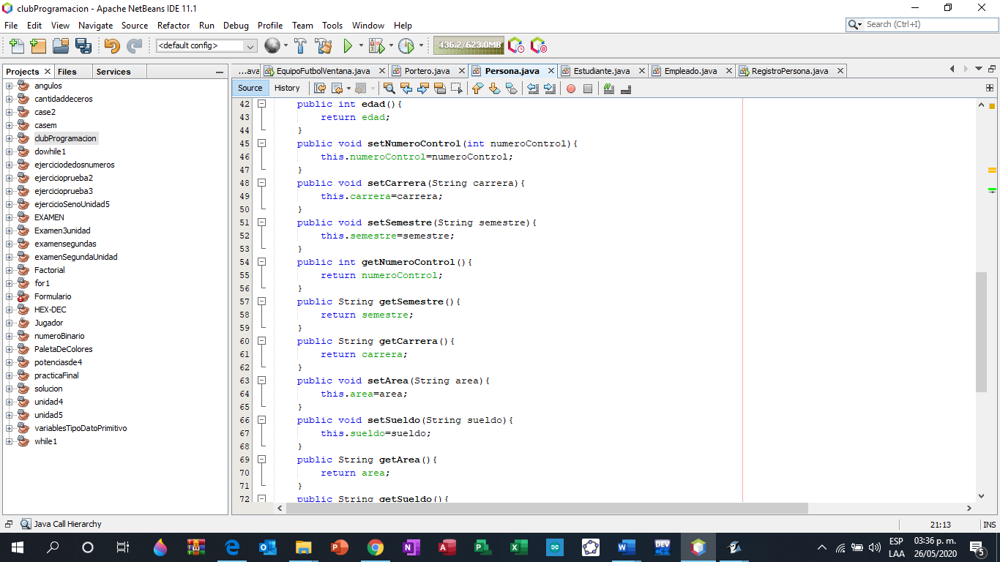 clubProgramacion - Apache NetBeans IDE 11.1
File Edit View Navigate Source Refactor Run Debug Profile Team Tools Window Help
Search (Ctrl+I)
<default config>
436.2/623.0MB
Projects Files Services
...ava EquipoFutbolVentana.java Portero.java Persona.java Estudiante.java Empleado.java RegistroPersona.java
Source History
angulos
cantidaddeceros
case2
casem
clubProgramacion
dowhile1
ejerciciodedosnumeros
ejercicioprueba2
ejercicioprueba3
ejercicioSenoUnidad5
EXAMEN
Examen3unidad
examensegundas
examenSegundaUnidad
Factorial
for1
Formulario
HEX-DEC
Jugador
numeroBinario
PaletaDeColores
potenciasde4
practicaFinal
solucion
unidad4
unidad5
variablesTipoDatoPrimitivo
while1
42 public int edad(){
43 return edad;
44 }
45 public void setNumeroControl(int numeroControl){
46 this.numeroControl=numeroControl;
47 }
48 public void setCarrera(String carrera){
49 this.carrera=carrera;
50 }
51 public void setSemestre(String semestre){
52 this.semestre=semestre;
53 }
54 public int getNumeroControl(){
55 return numeroControl;
56 }
57 public String getSemestre(){
58 return semestre;
59 }
60 public String getCarrera(){
61 return carrera;
62 }
63 public void setArea(String area){
64 this.area=area;
65 }
66 public void setSueldo(String sueldo){
67 this.sueldo=sueldo;
68 }
69 public String getArea(){
70 return area;
71 }
72 public String getSueldo(){
Java Call Hierarchy
21:13 INS
ESP 03:36 p. m.
LAA 26/05/2020
5
DEV